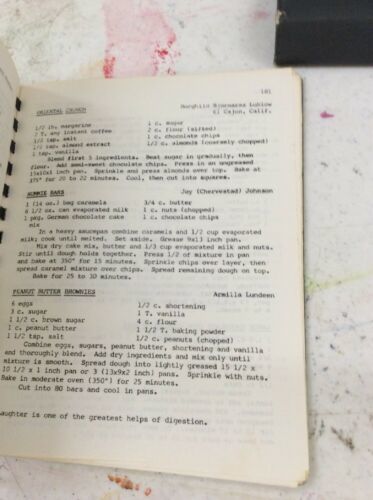 101
ORIENTAL CRUNCH
Borghild Bjornaraa Luhlow
El Cajon, Calif.
1/2 lb. margarine 1 c. sugar
2 T. any instant coffee 2 c. flour (sifted)
1/2 tsp. salt 1 c. chocolate chips
1/2 tsp. almond extract 1/2 c. almonds (coarsely chopped)
1 tsp. vanilla
Blend first 5 ingredients. Beat sugar in gradually, then
flour. Add semi-sweet chocolate chips. Press in an ungreased
15x10x1 inch pan. Sprinkle and press almonds over top. Bake at
375° for 20 to 22 minutes. Cool, then cut into squares.
NUMMIE BARS Joy (Chervestad) Johnson
1 (14 oz.) bag caramels 3/4 c. butter
6 1/2 oz. can evaporated milk 1 c. nuts (chopped)
1 pkg. German chocolate cake 1 c. chocolate chips
mix
In a heavy saucepan combine caramels and 1/2 cup evaporated
milk; cook until melted. Set aside. Grease 9x13 inch pan.
Mix dry cake mix, butter and 1/3 cup evaporated milk and nuts.
Stir until dough holds together. Press 1/2 of mixture in pan
and bake at 350° for 15 minutes. Sprinkle chips over layer, then
spread caramel mixture over chips. Spread remaining dough on top.
Bake for 25 to 30 minutes.
PEANUT BUTTER BROWNIES Armilla Lundeen
6 eggs 1/2 c. shortening
3 c. sugar 1 T. vanilla
1 1/2 c. brown sugar 4 c. flour
1 c. peanut butter 1 1/2 T. baking powder
1 1/2 tsp. salt 1/2 c. peanuts (chopped)
Combine eggs, sugars, peanut butter, shortening and vanilla
and thoroughly blend. Add dry ingredients and mix only until
mixture is smooth. Spread dough into lightly greased 15 1/2 x
10 1/2 x 1 inch pan or 3 (13x9x2 inch) pans. Sprinkle with nuts.
Bake in moderate oven (350°) for 25 minutes.
Cut into 80 bars and cool in pans.
aughter is one of the greatest helps of digestion.